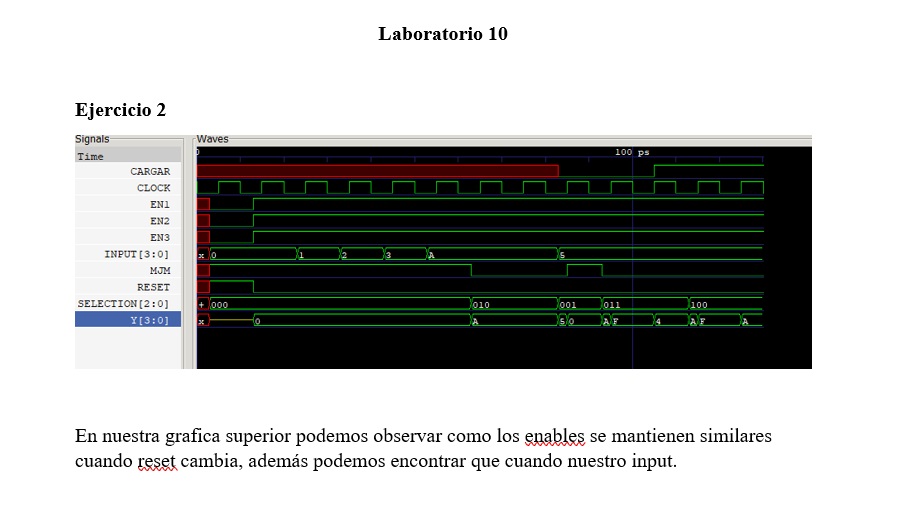 Laboratorio 10
Ejercicio 2
Signals
Waves
Time
0
100 ps
CARGAR
CLOCK
EN1
EN2
EN3
INPUT[3:0]
x 0 1 2 3 A 5
MJM
RESET
SELECTION[2:0]
+ 000 010 001 011 100
Y[3:0]
x 0 A 5 0 A F 4 A F A
En nuestra grafica superior podemos observar como los enables se mantienen similares
cuando reset cambia, además podemos encontrar que cuando nuestro input.